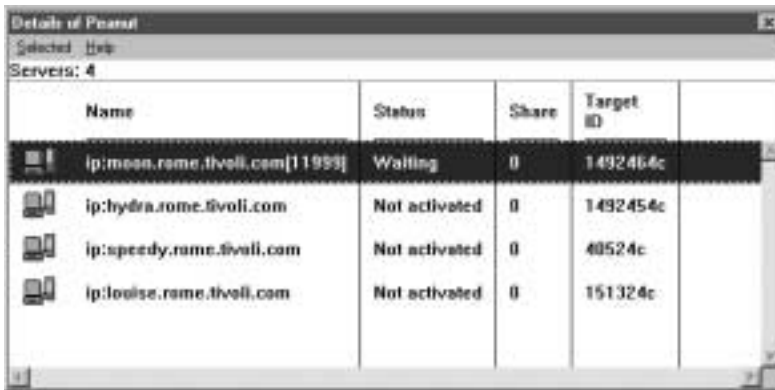 Details of Peanut
Selected Help
Servers: 4
Name Status Share Target ID
ip:moon.rome.tivoli.com[11999] Waiting 0 1492464c
ip:hydra.rome.tivoli.com Not activated 0 1492454c
ip:speedy.rome.tivoli.com Not activated 0 40524c
ip:louise.rome.tivoli.com Not activated 0 151324c